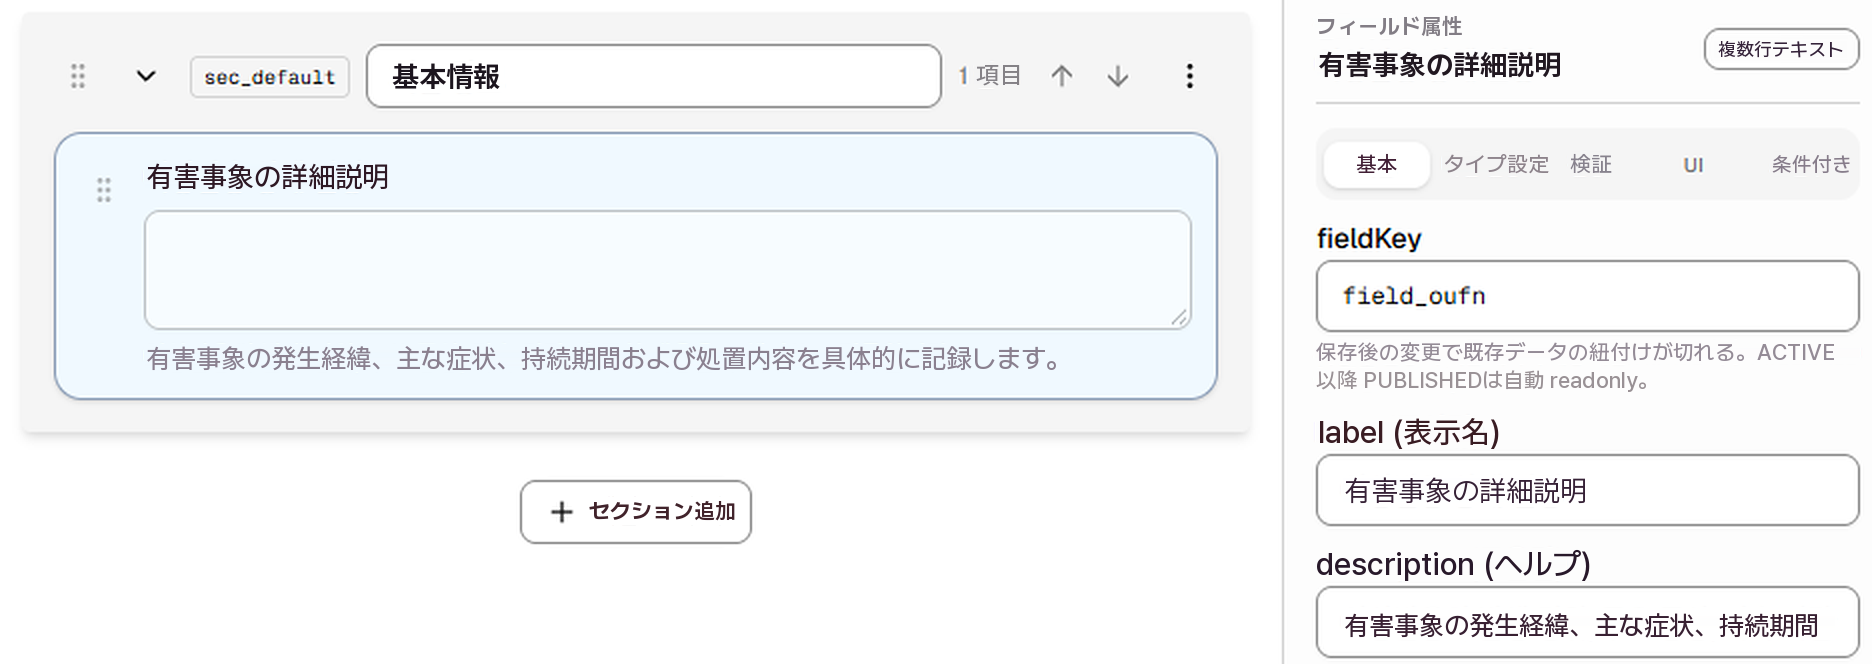 sec_default
基本情報
1 項目
有害事象の詳細説明
有害事象の発生経緯、主な症状、持続期間および処置内容を具体的に記録します。
セクション追加
フィールド属性
有害事象の詳細説明
複数行テキスト
基本 タイプ設定 検証 UI 条件付き
fieldKey
field_oufn
保存後の変更で既存データの紐付けが切れる。ACTIVE
以降 PUBLISHEDは自動 readonly。
label (表示名)
有害事象の詳細説明
description (ヘルプ)
有害事象の発生経緯、主な症状、持続期間